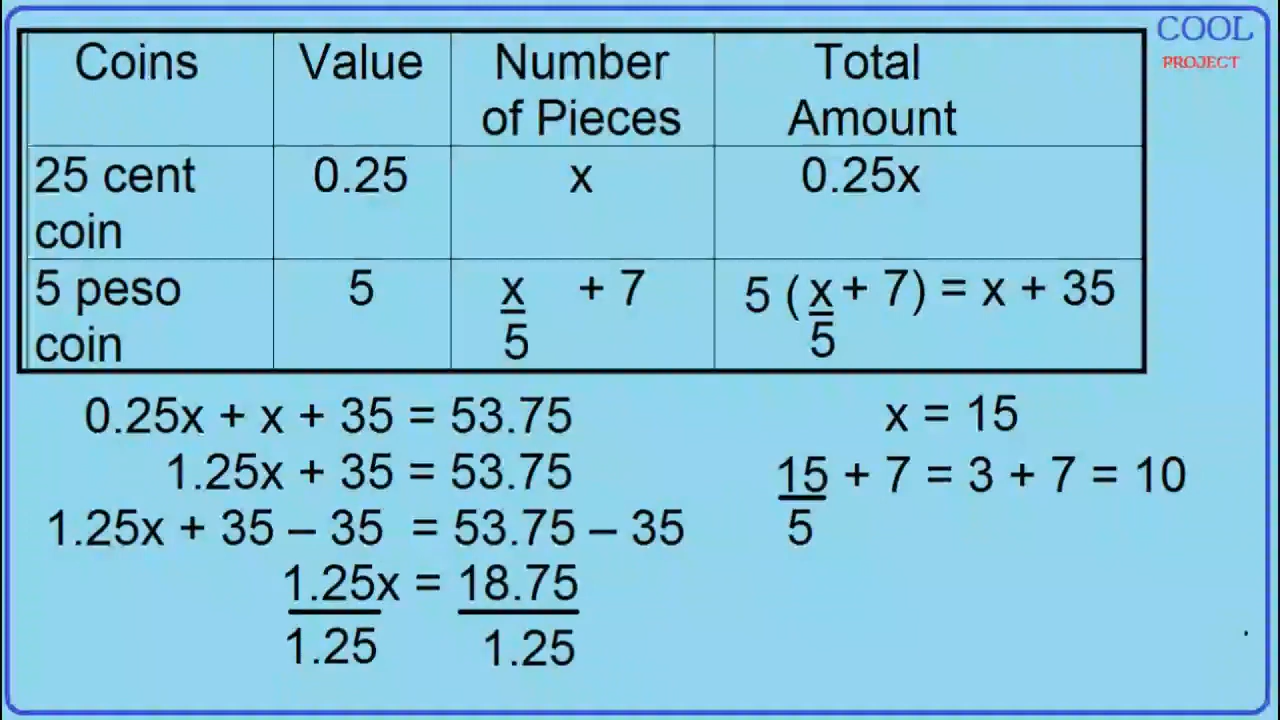 COOL
PROJECT
Coins Value Number of Pieces Total Amount
25 cent coin 0.25 x 0.25x
5 peso coin 5 x/5 + 7 5 ( x/5 + 7) = x + 35
0.25x + x + 35 = 53.75
1.25x + 35 = 53.75
1.25x + 35 – 35 = 53.75 – 35
1.25x = 18.75
1.25 1.25
x = 15
15/5 + 7 = 3 + 7 = 10